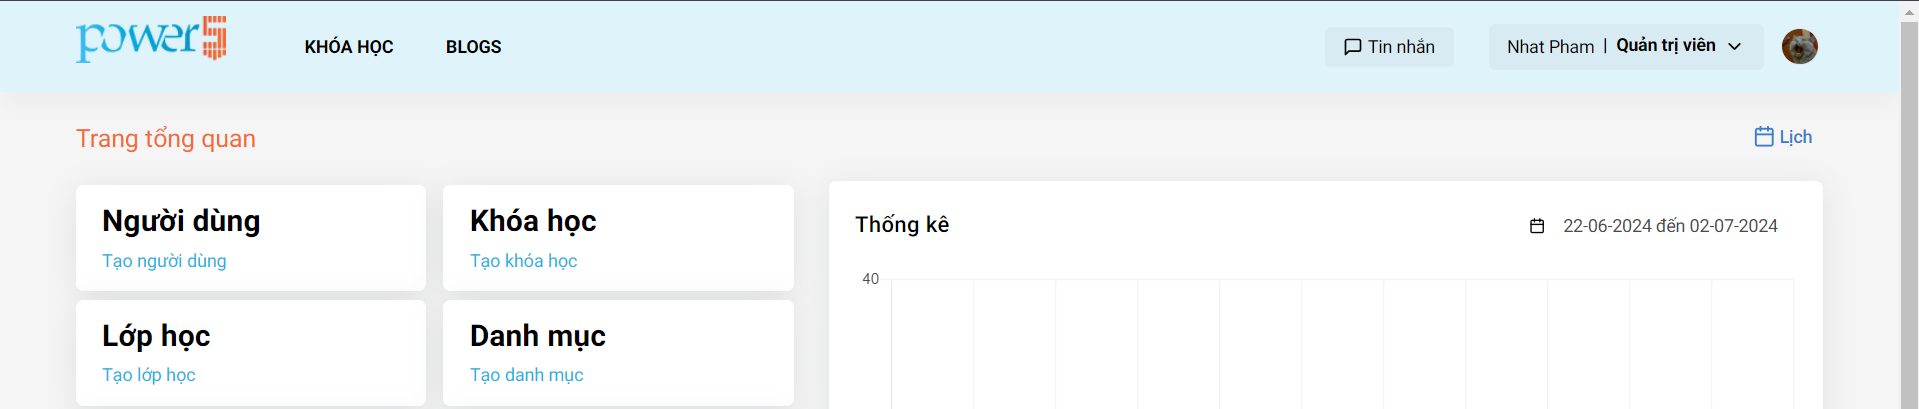 power5
KHÓA HỌC
BLOGS
Tin nhắn
Nhat Pham | Quản trị viên
Trang tổng quan
Lịch
Người dùng
Tạo người dùng
Khóa học
Tạo khóa học
Lớp học
Tạo lớp học
Danh mục
Tạo danh mục
Thống kê
22-06-2024 đến 02-07-2024
40